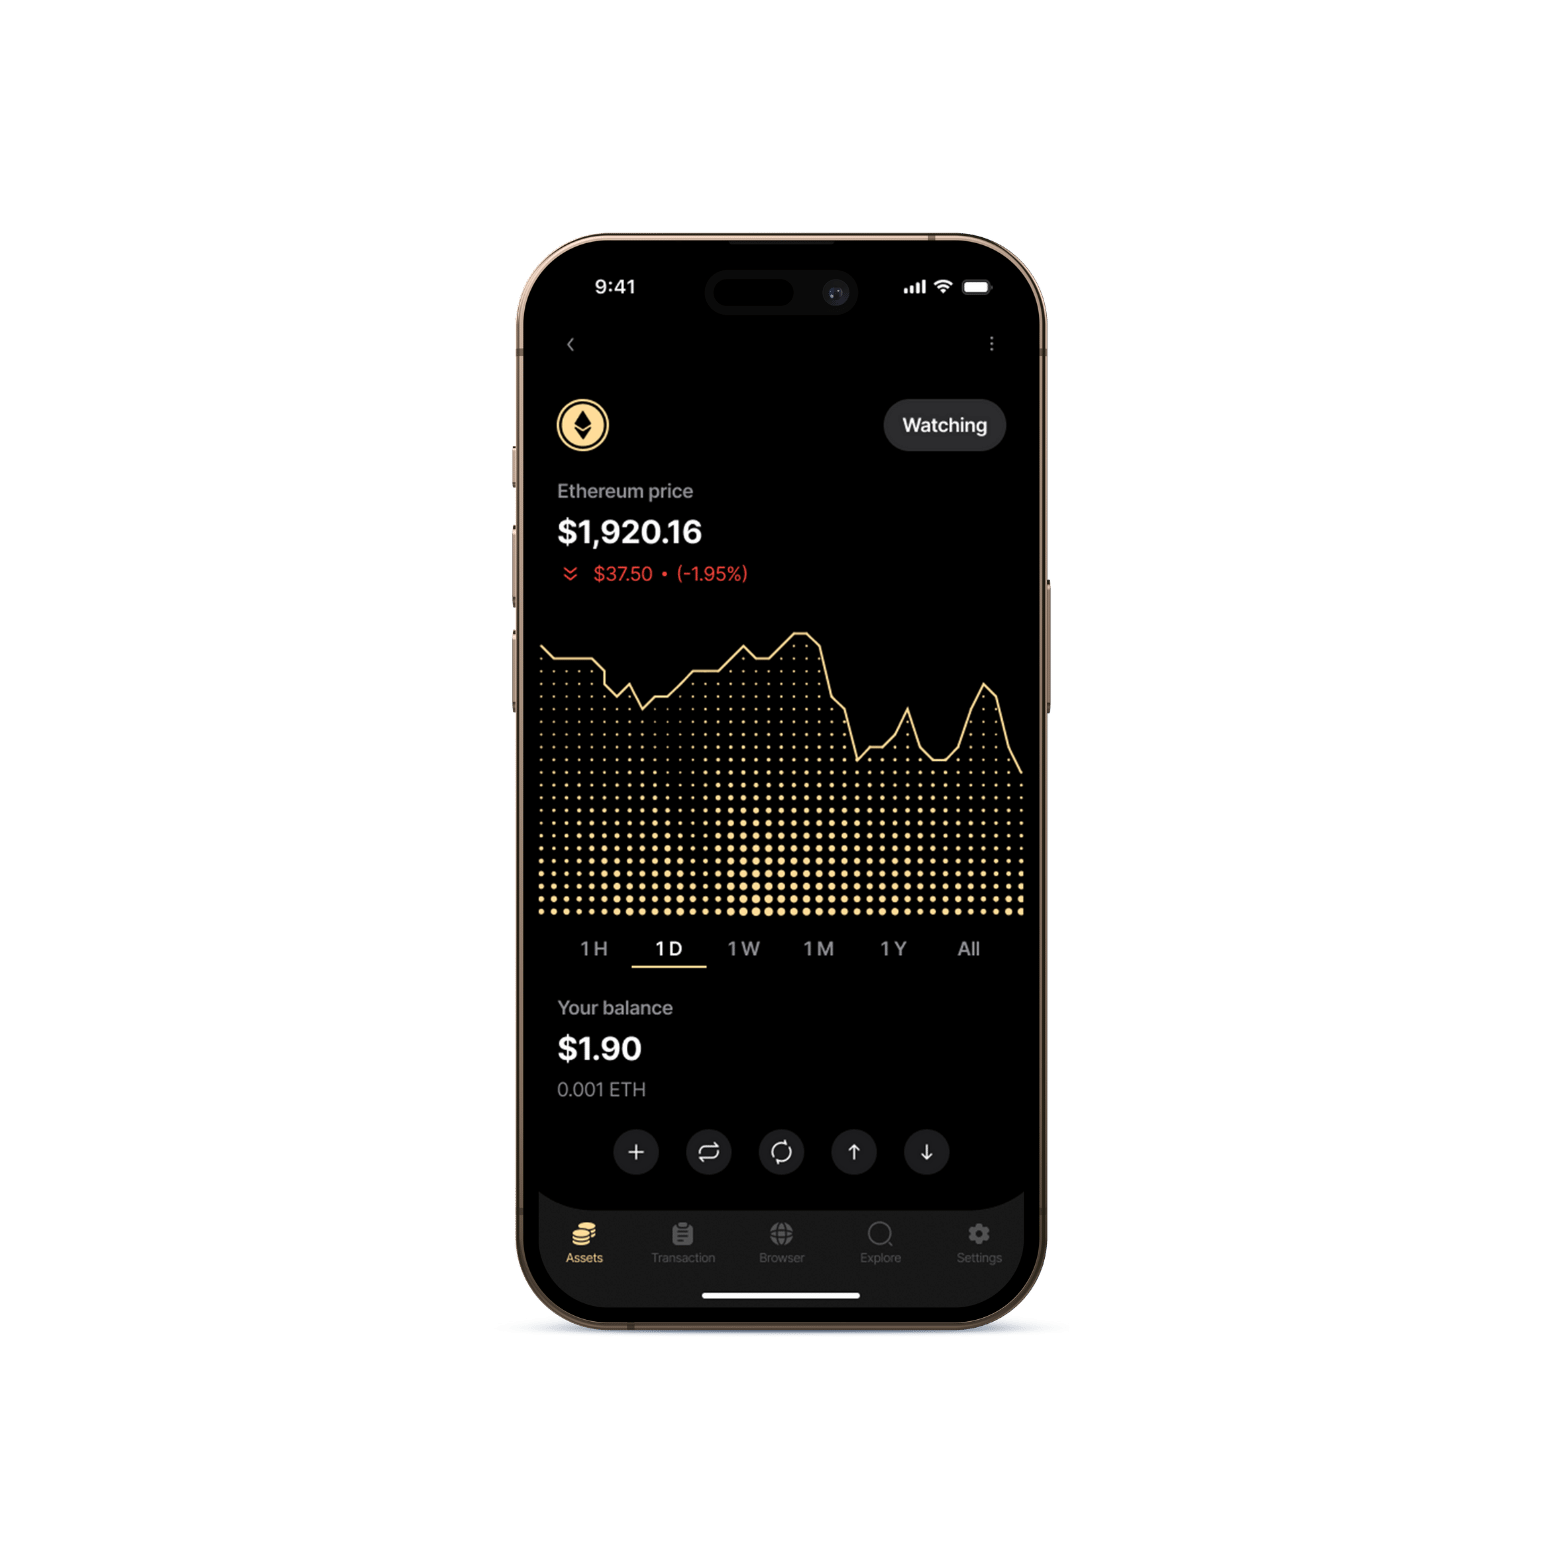 9:41
Watching
Ethereum price
$1,920.16
$37.50 • (-1.95%)
1H 1D 1W 1M 1Y All
Your balance
$1.90
0.001 ETH
Assets Transaction Browser Explore Settings